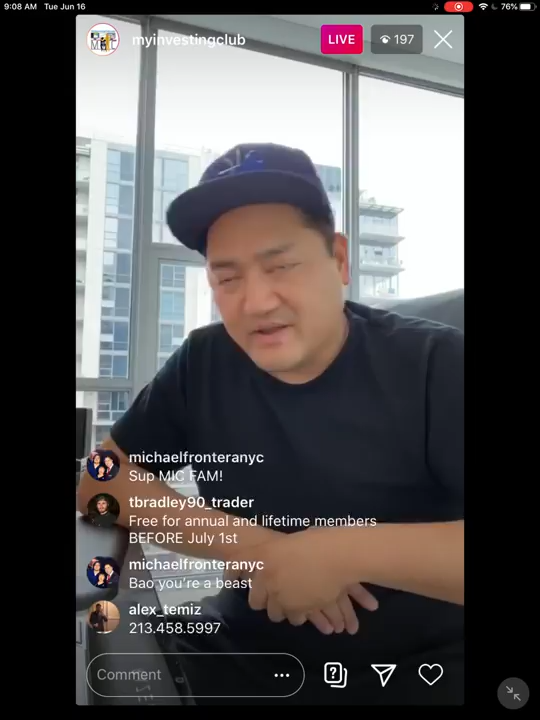 9:08 AM Tue Jun 16
76%
myinvestingclub
LIVE
197
michaelfronteranyc
Sup MIC FAM!
tbradley90_trader
Free for annual and lifetime members
BEFORE July 1st
michaelfronteranyc
Bao you're a beast
alex_temiz
213.458.5997
Comment